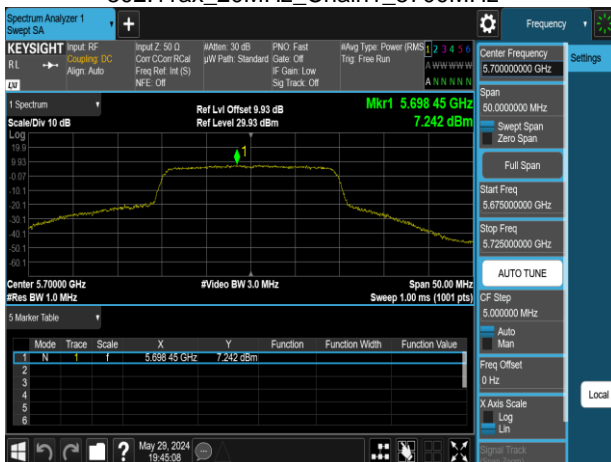 802.11ax_20MHz_Chain1_5700MHz
Spectrum Analyzer 1
Swept SA
Frequency
KEYSIGHT
RL
LXI
Input: RF
Coupling: DC
Align: Auto
Input Z: 50 Ω
Corr CCorr RCal
Freq Ref: Int (S)
NFE: Off
#Atten: 30 dB
µW Path: Standard
PNO: Fast
Gate: Off
IF Gain: Low
Sig Track: Off
#Avg Type: Power (RMS
Trig: Free Run
1 2 3 4 5 6
A W W W W W
A N N N N N
1 Spectrum
Scale/Div 10 dB
Ref Lvl Offset 9.93 dB
Ref Level 29.93 dBm
Mkr1 5.698 45 GHz
7.242 dBm
Log
19.9
9.93
-0.07
-10.1
-20.1
-30.1
-40.1
-50.1
-60.1
1
Center 5.70000 GHz
#Res BW 1.0 MHz
#Video BW 3.0 MHz
Span 50.00 MHz
Sweep 1.00 ms (1001 pts)
5 Marker Table
Mode Trace Scale X Y Function Function Width Function Value
1 N 1 f 5.698 45 GHz 7.242 dBm
2
3
4
5
6
May 29, 2024
19:45:08
Center Frequency
5.700000000 GHz
Span
50.0000000 MHz
Swept Span
Zero Span
Full Span
Start Freq
5.675000000 GHz
Stop Freq
5.725000000 GHz
AUTO TUNE
CF Step
5.000000 MHz
Auto
Man
Freq Offset
0 Hz
X Axis Scale
Log
Lin
Signal Track
Settings
Local